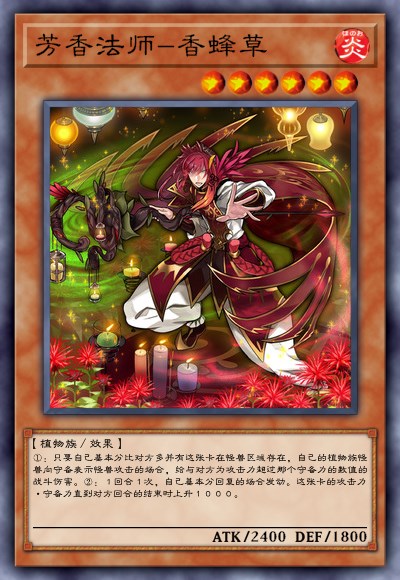 芳香法师-香蜂草
ほのお
炎
【植物族／效果】
①：只要自己基本分比对方多并有这张卡在怪兽区域存在，自己的植物族怪
兽向守备表示怪兽攻击的场合，给与对方为攻击力超过那个守备力的数值的
战斗伤害。②：1回合1次，自己基本分回复的场合发动。这张卡的攻击力
·守备力直到对方回合的结束时上升１０００。
ATK/2400 DEF/1800